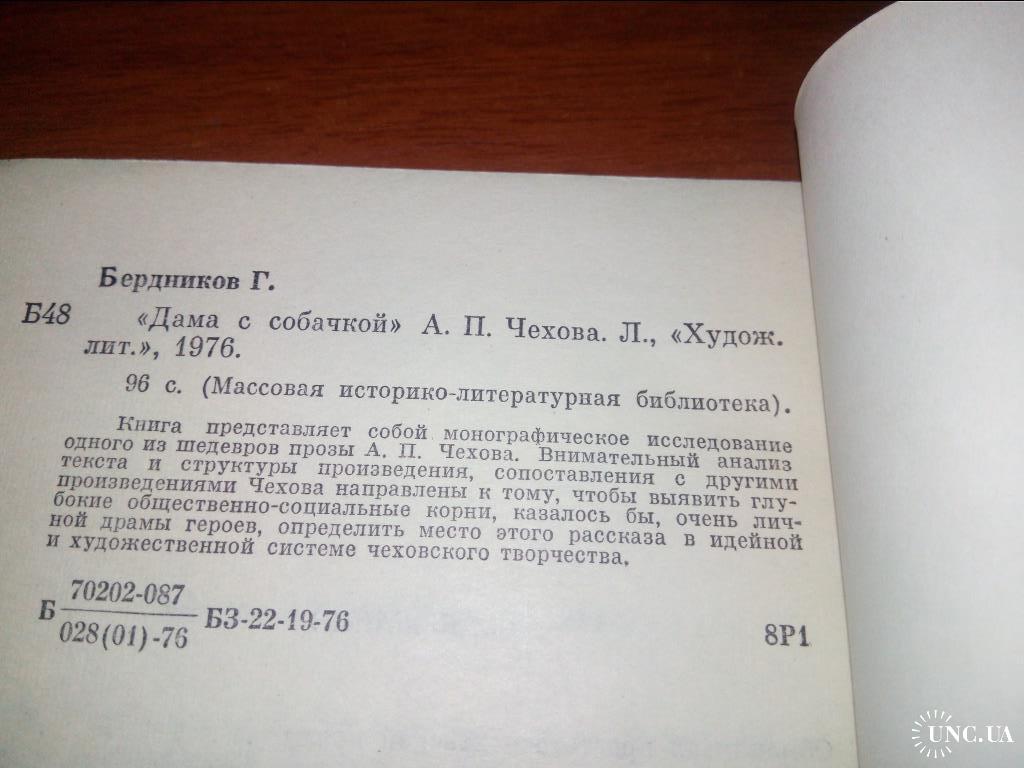 Бердников Г.
Б48 «Дама с собачкой» А. П. Чехова. Л., «Худож.
лит.», 1976.
96 с. (Массовая историко-литературная библиотека).
Книга представляет собой монографическое исследование
одного из шедевров прозы А. П. Чехова. Внимательный анализ
текста и структуры произведения, сопоставления с другими
произведениями Чехова направлены к тому, чтобы выявить глу-
бокие общественно-социальные корни, казалось бы, очень лич-
ной драмы героев, определить место этого рассказа в идейной
и художественной системе чеховского творчества.
70202-087
Б БЗ-22-19-76
028(01)-76
8Р1
UNC.UA